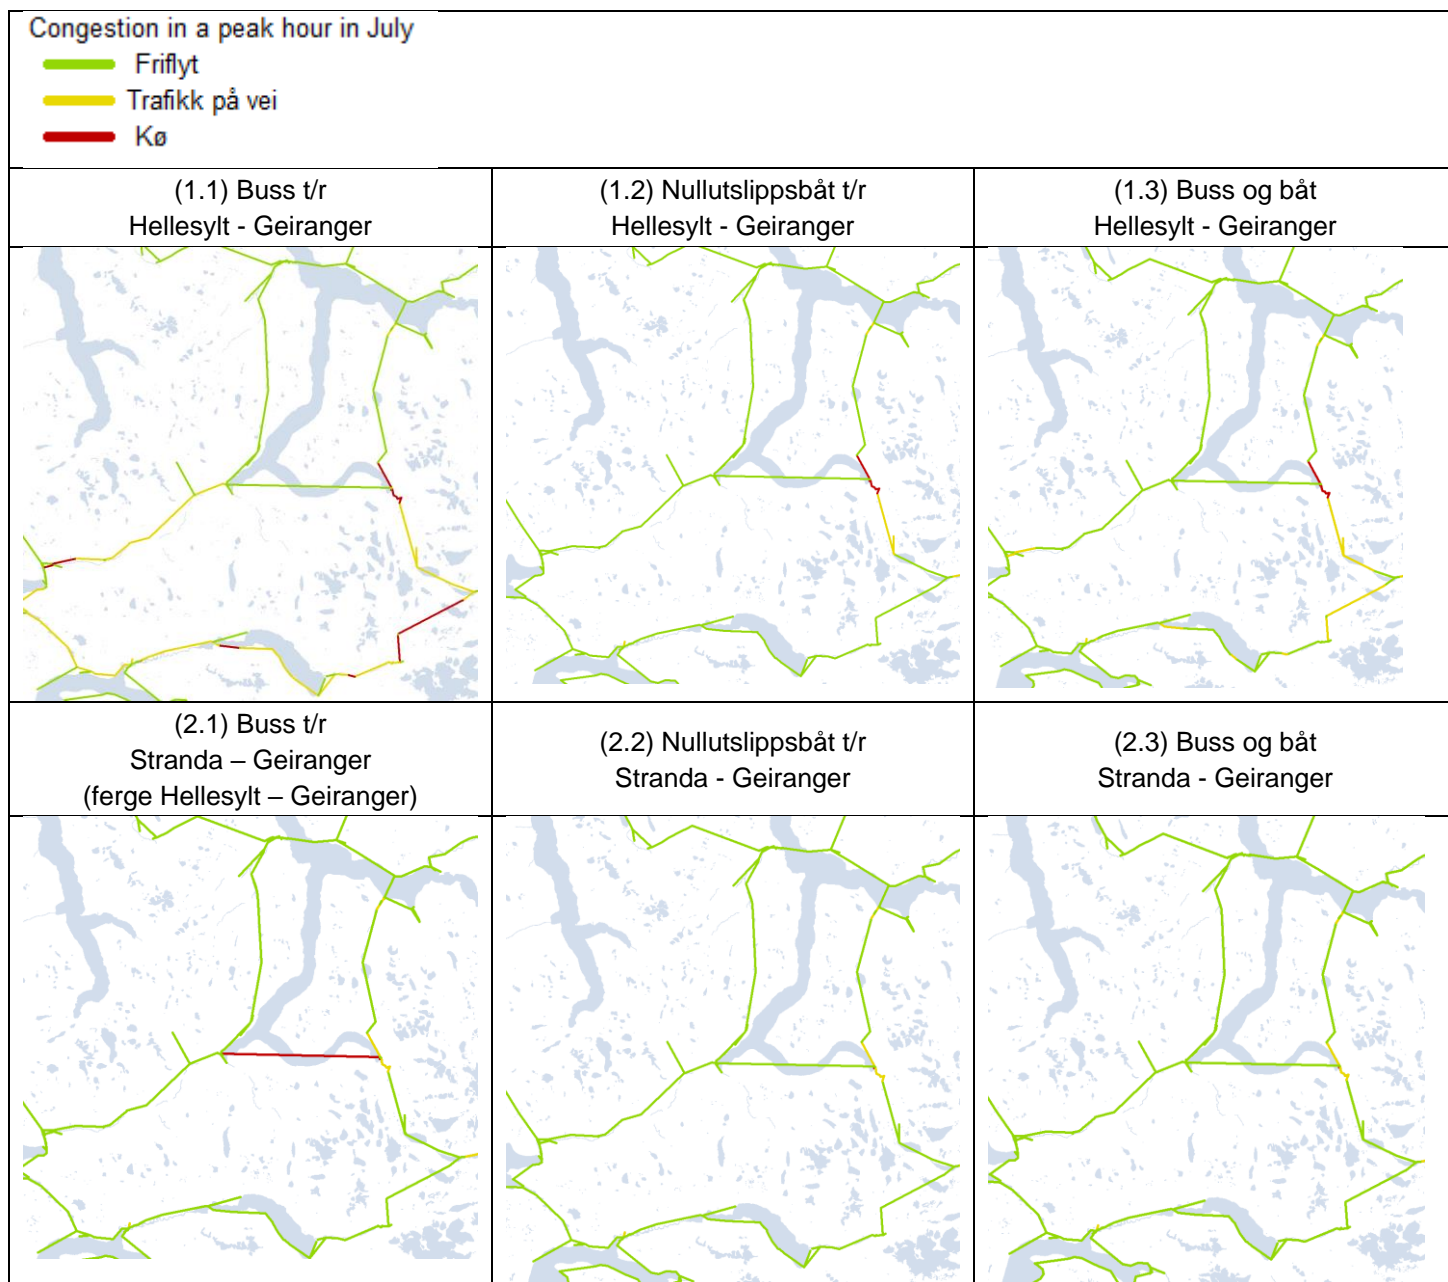 Congestion in a peak hour in July
Friflyt
Trafikk på vei
Kø
(1.1) Buss t/r
Hellesylt - Geiranger
(1.2) Nullutslippsbåt t/r
Hellesylt - Geiranger
(1.3) Buss og båt
Hellesylt - Geiranger
(2.1) Buss t/r
Stranda – Geiranger
(ferge Hellesylt – Geiranger)
(2.2) Nullutslippsbåt t/r
Stranda - Geiranger
(2.3) Buss og båt
Stranda - Geiranger